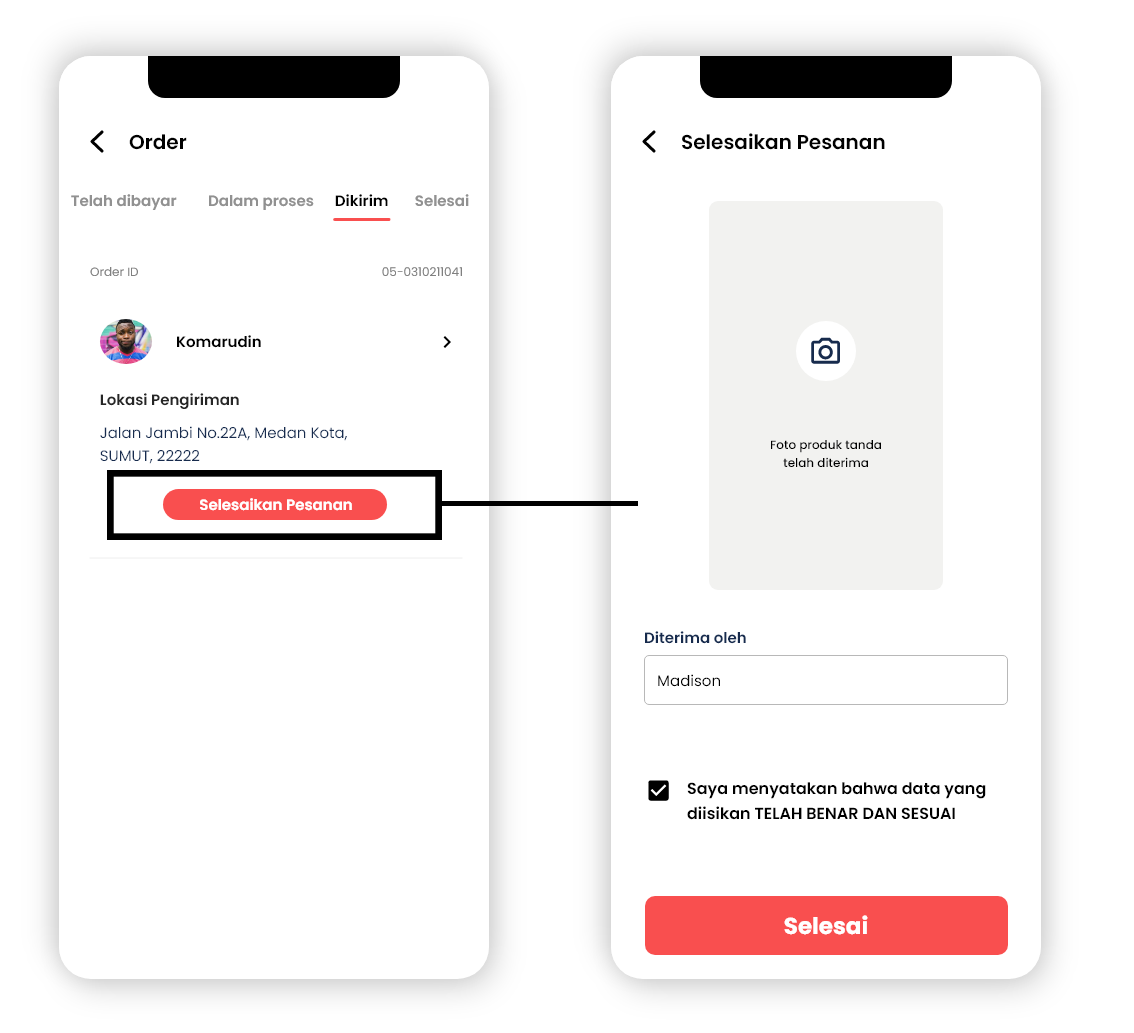 Order
Telah dibayar
Dalam proses
Dikirim
Selesai
Order ID
05-0310211041
Komarudin
Lokasi Pengiriman
Jalan Jambi No.22A, Medan Kota,
SUMUT, 22222
Selesaikan Pesanan
Selesaikan Pesanan
Foto produk tanda
telah diterima
Diterima oleh
Madison
Saya menyatakan bahwa data yang
diisikan TELAH BENAR DAN SESUAI
Selesai